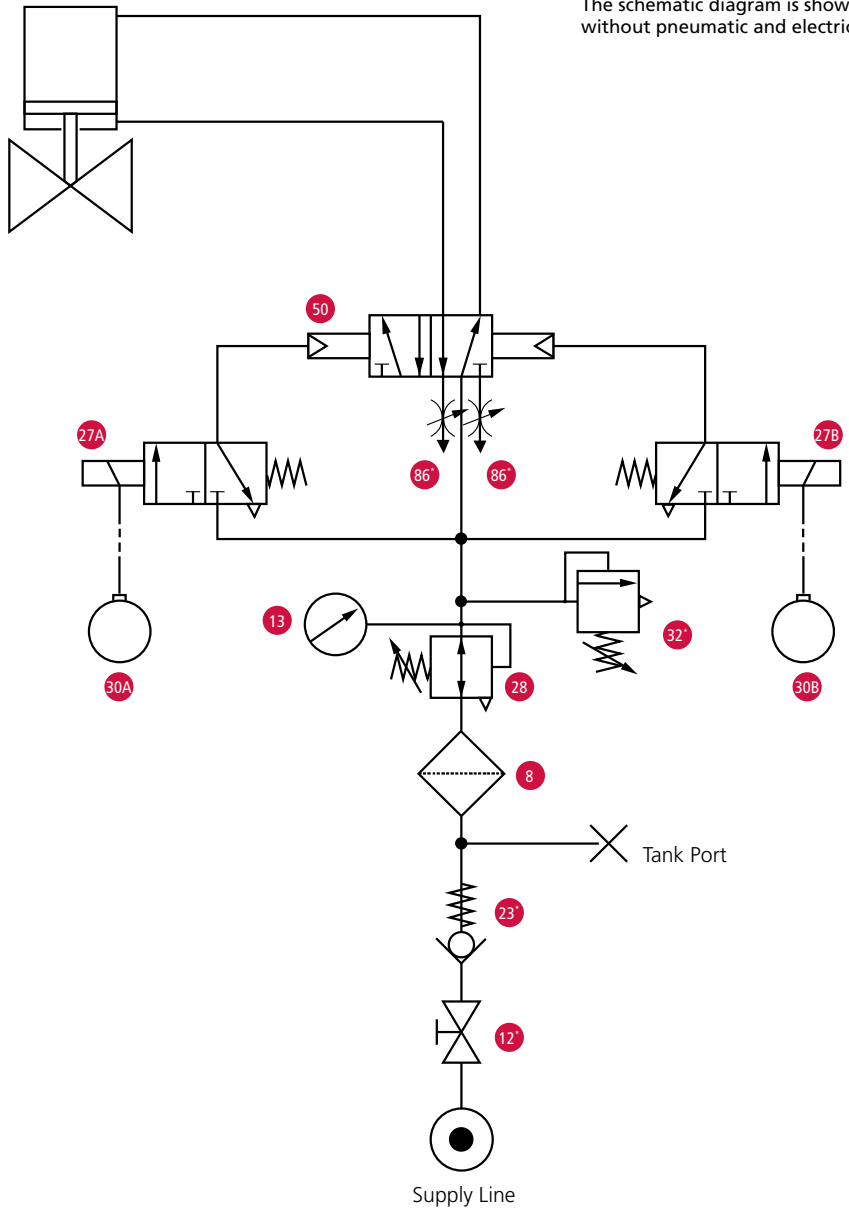 The schematic diagram is show
without pneumatic and electric
50
27A
27B
86*
86*
13
32*
30A
28
30B
8
Tank Port
23*
12*
Supply Line